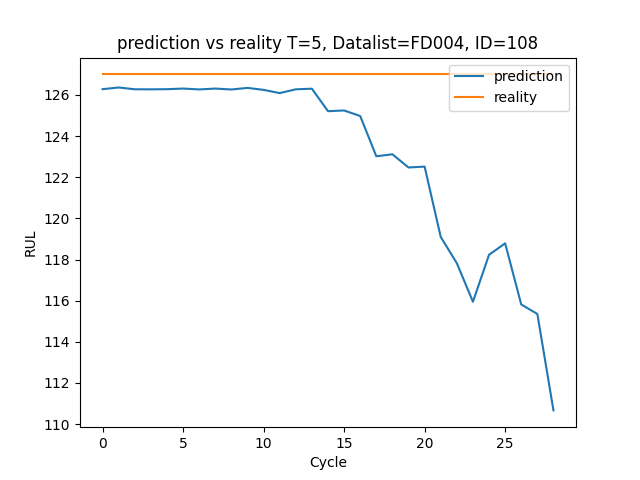 prediction vs reality T=5, Datalist=FD004, ID=108
prediction
reality
126
124
122
120
118
116
114
112
110
RUL
0 5 10 15 20 25
Cycle